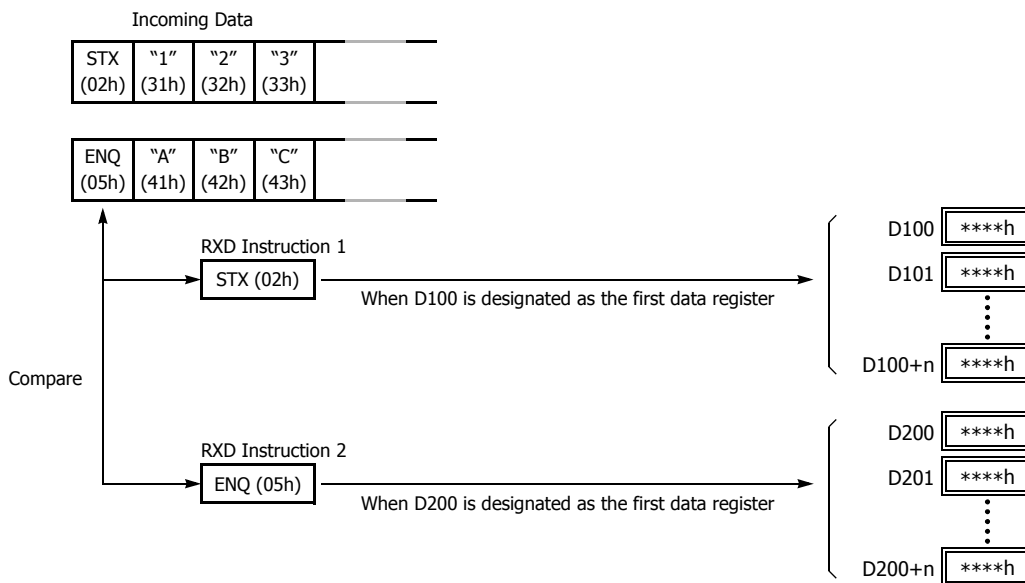 Incoming Data
STX “1” “2” “3”
(02h) (31h) (32h) (33h)
ENQ “A” “B” “C”
(05h) (41h) (42h) (43h)
RXD Instruction 1
STX (02h)
When D100 is designated as the first data register
D100 ****h
D101 ****h
D100+n ****h
Compare
RXD Instruction 2
ENQ (05h)
When D200 is designated as the first data register
D200 ****h
D201 ****h
D200+n ****h